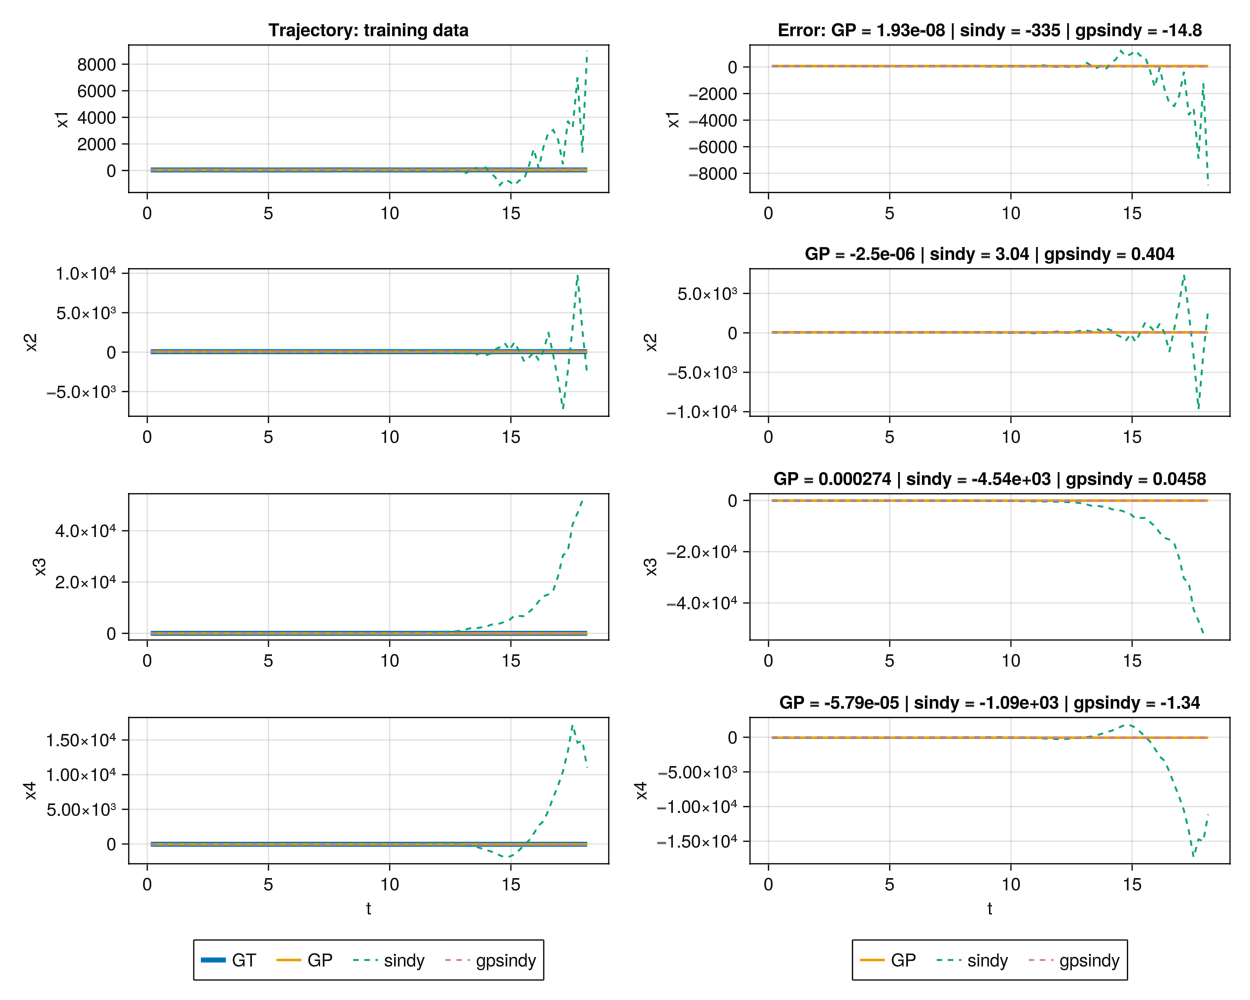 Trajectory: training data
8000
6000
4000
2000
0
x1
0 5 10 15
Error: GP = 1.93e-08 | sindy = -335 | gpsindy = -14.8
0
−2000
−4000
−6000
−8000
x1
0 5 10 15
1.0×10⁴
5.0×10³
0
−5.0×10³
x2
0 5 10 15
GP = -2.5e-06 | sindy = 3.04 | gpsindy = 0.404
5.0×10³
0
−5.0×10³
−1.0×10⁴
x2
0 5 10 15
4.0×10⁴
2.0×10⁴
0
x3
0 5 10 15
GP = 0.000274 | sindy = -4.54e+03 | gpsindy = 0.0458
0
−2.0×10⁴
−4.0×10⁴
x3
0 5 10 15
1.50×10⁴
1.00×10⁴
5.00×10³
0
x4
0 5 10 15
t
GP = -5.79e-05 | sindy = -1.09e+03 | gpsindy = -1.34
0
−5.00×10³
−1.00×10⁴
−1.50×10⁴
x4
0 5 10 15
t
GT GP sindy gpsindy
GP sindy gpsindy